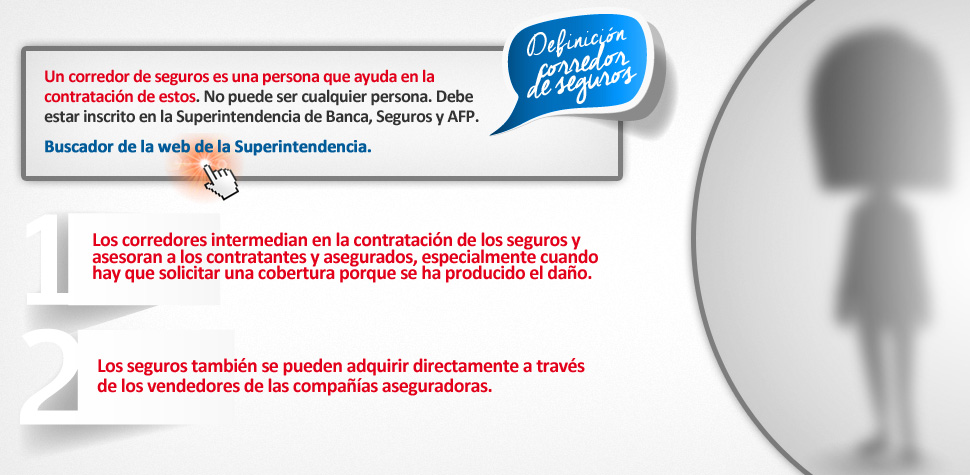 Definición
corredor
de seguros
Un corredor de seguros es una persona que ayuda en la
contratación de estos. No puede ser cualquier persona. Debe
estar inscrito en la Superintendencia de Banca, Seguros y AFP.
Buscador de la web de la Superintendencia.
1
Los corredores intermedian en la contratación de los seguros y
asesoran a los contratantes y asegurados, especialmente cuando
hay que solicitar una cobertura porque se ha producido el daño.
2
Los seguros también se pueden adquirir directamente a través
de los vendedores de las compañías aseguradoras.